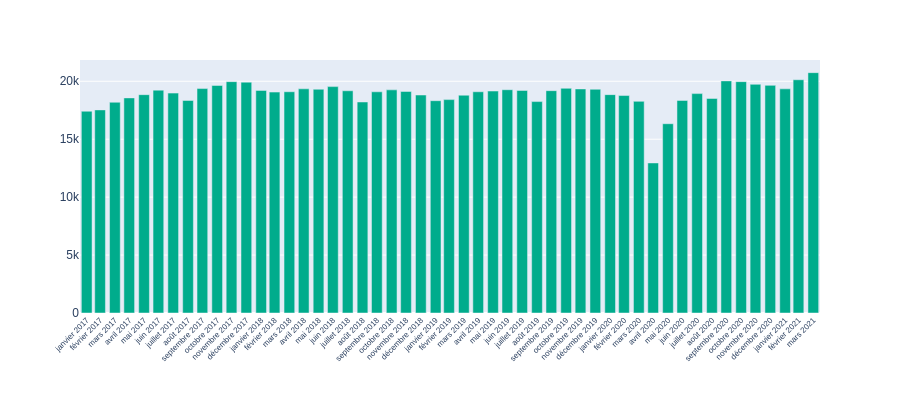 20k
15k
10k
5k
0
janvier 2017
février 2017
mars 2017
avril 2017
mai 2017
juin 2017
juillet 2017
août 2017
septembre 2017
octobre 2017
novembre 2017
décembre 2017
janvier 2018
février 2018
mars 2018
avril 2018
mai 2018
juin 2018
juillet 2018
août 2018
septembre 2018
octobre 2018
novembre 2018
décembre 2018
janvier 2019
février 2019
mars 2019
avril 2019
mai 2019
juin 2019
juillet 2019
août 2019
septembre 2019
octobre 2019
novembre 2019
décembre 2019
janvier 2020
février 2020
mars 2020
avril 2020
mai 2020
juin 2020
juillet 2020
août 2020
septembre 2020
octobre 2020
novembre 2020
décembre 2020
janvier 2021
février 2021
mars 2021